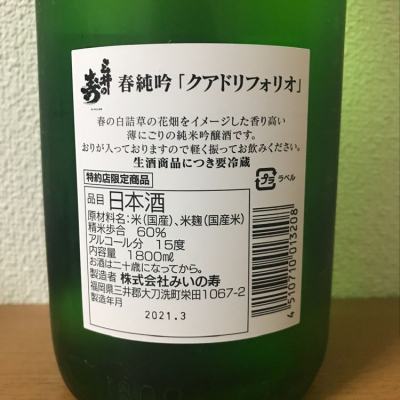 三井の寿
春純吟「クアドリフォリオ」
春の白詰草の花畑をイメージした香り高い
薄にごりの純米吟醸酒です。
おりが入っておりますので軽く振ってお飲みください。
生酒商品につき要冷蔵
特約店限定商品
プラ ラベル
品目 日本酒
原材料名:米(国産)、米麹(国産米)
精米歩合 60%
アルコール分 15度
内容量 1800㎖
お酒は二十歳になってから。
製造者 株式会社みいの寿
福岡県三井郡大刀洗町栄田1067-2
製造年月
2021.3
4510710013208